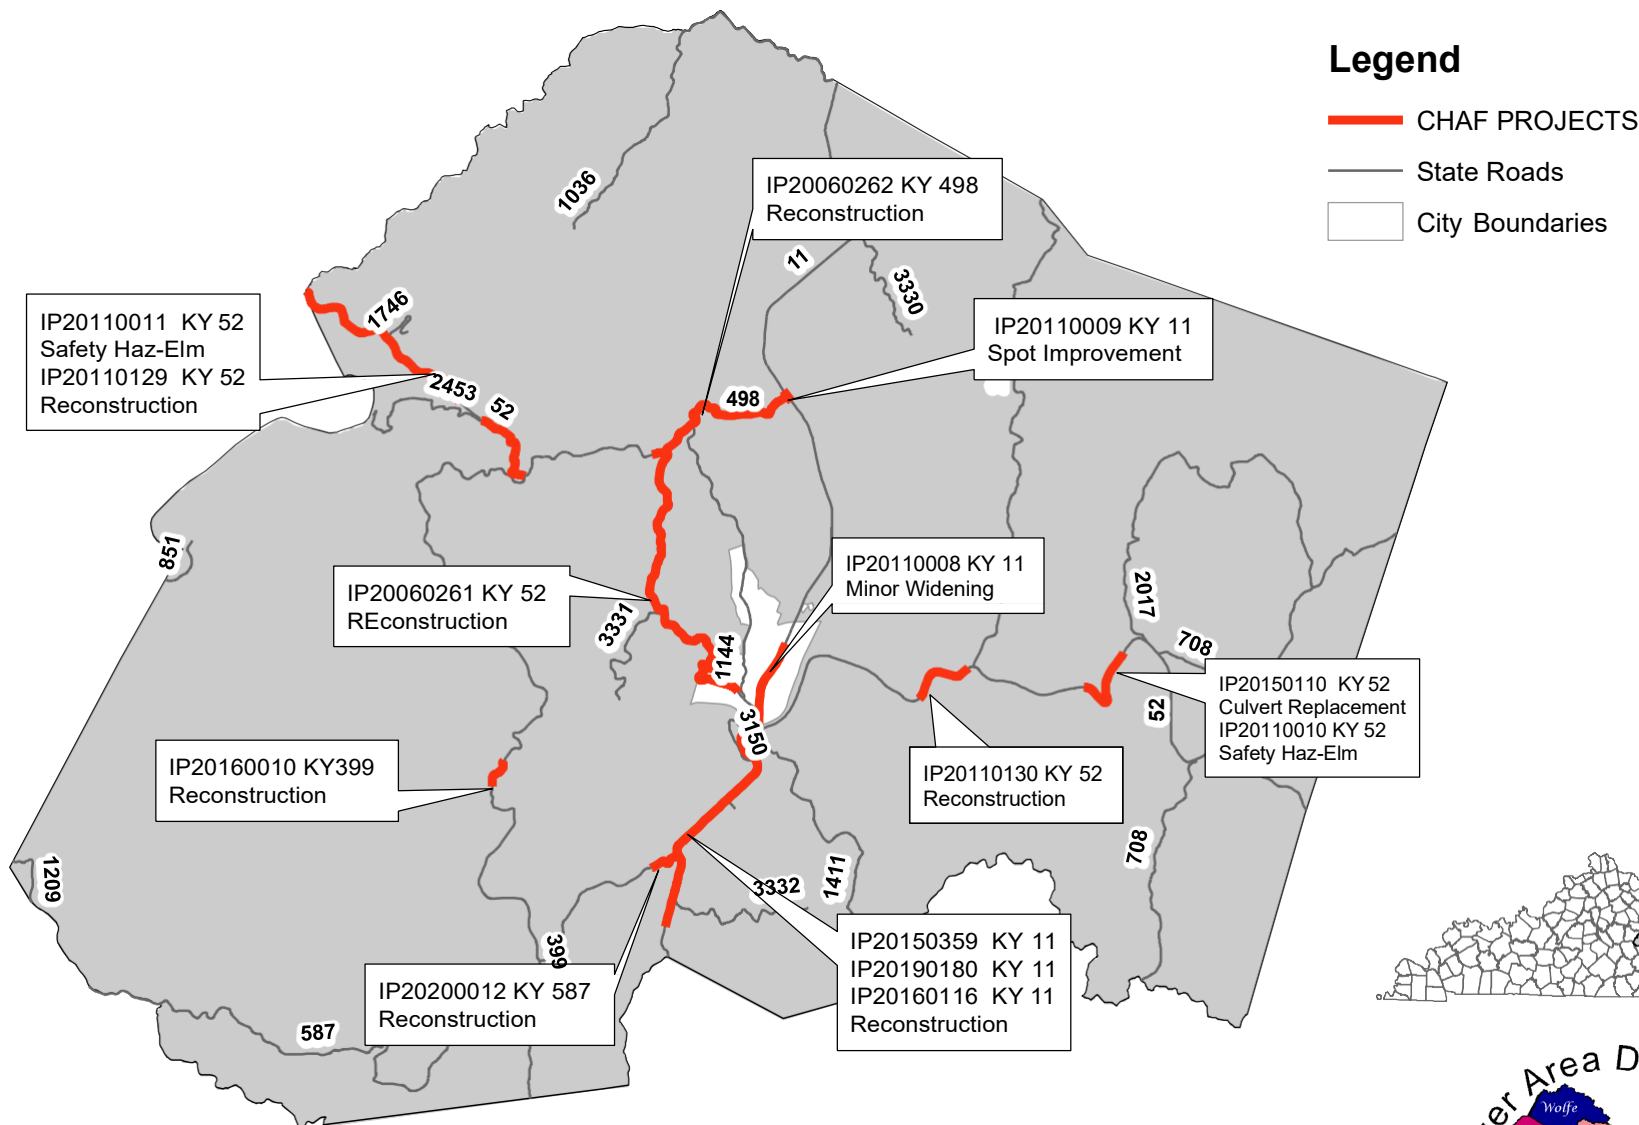 Legend
CHAF PROJECTS
State Roads
City Boundaries
1036
IP20060262 KY 498
Reconstruction
11
3330
1746
IP20110011 KY 52
Safety Haz-Elm
IP20110129 KY 52
Reconstruction
IP20110009 KY 11
Spot Improvement
2453
52
498
851
IP20110008 KY 11
Minor Widening
IP20060261 KY 52
REconstruction
3331
1144
2017
708
IP20150110 KY 52
Culvert Replacement
IP20110010 KY 52
Safety Haz-Elm
52
3150
IP20160010 KY399
Reconstruction
IP20110130 KY 52
Reconstruction
708
1209
3332
1411
399
IP20150359 KY 11
IP20190180 KY 11
IP20160116 KY 11
Reconstruction
IP20200012 KY 587
Reconstruction
587
er Area D
Wolfe